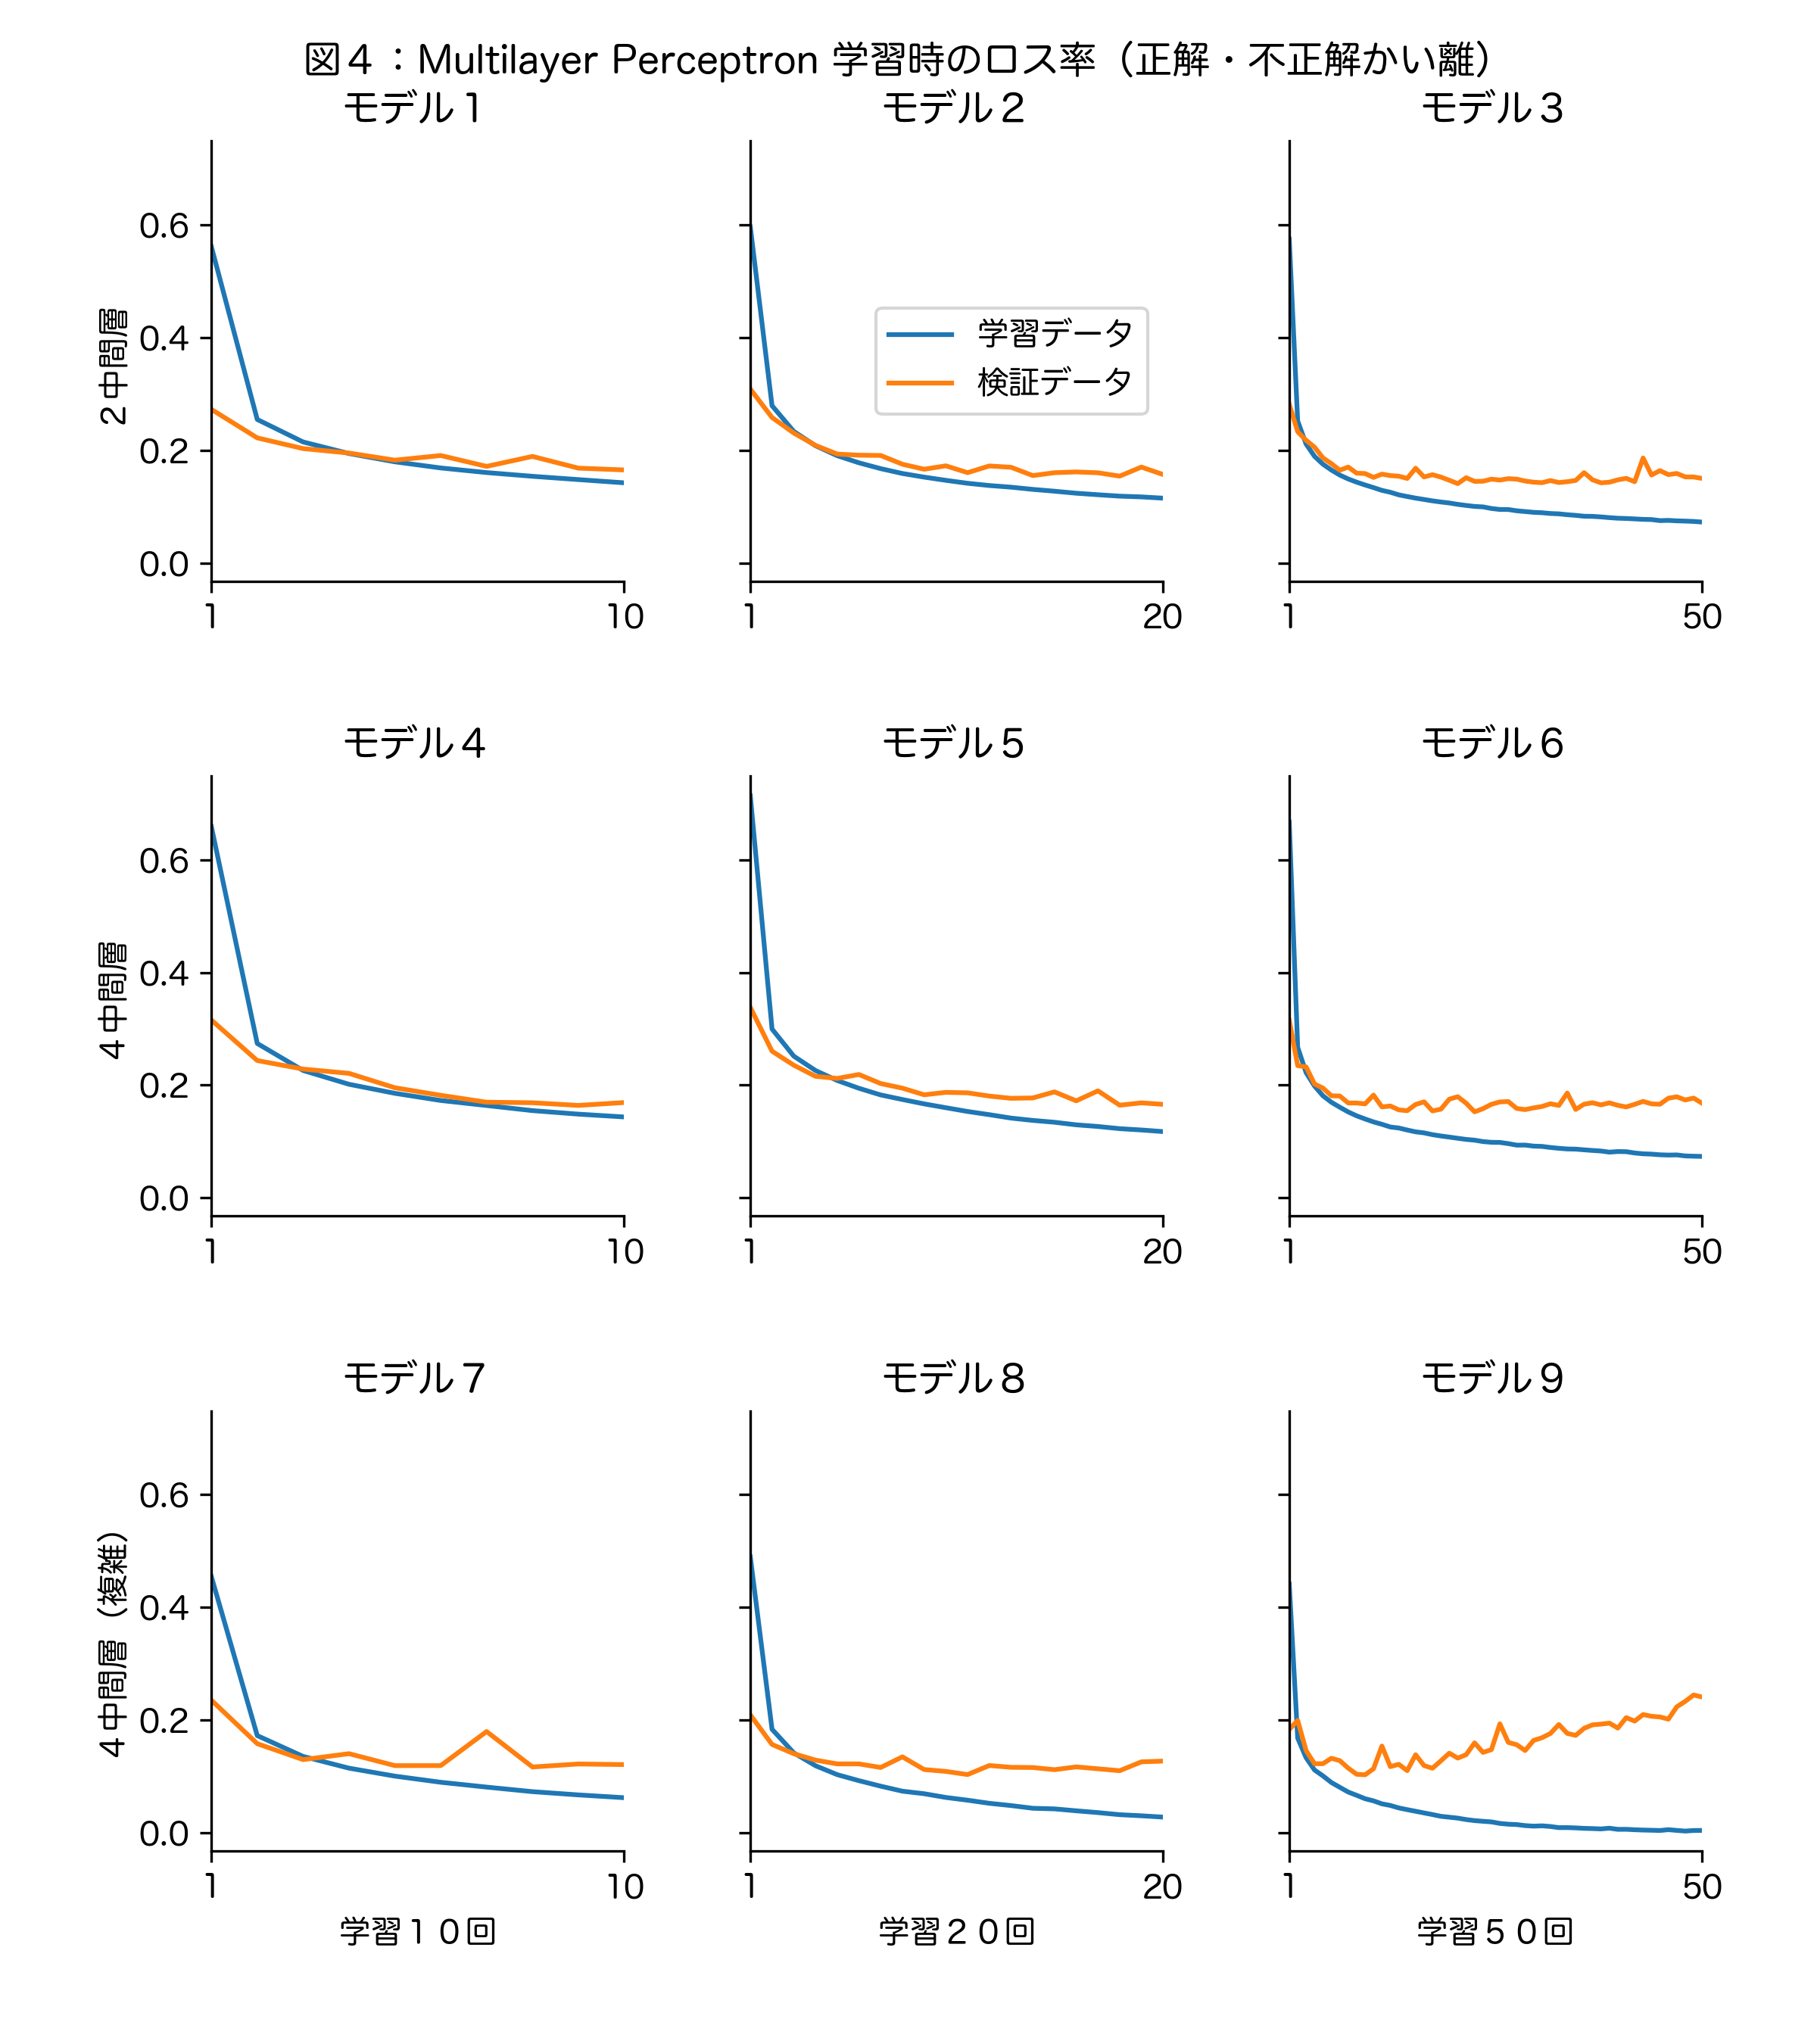 図４：Multilayer Perceptron 学習時のロス率（正解・不正解かい離）
モデル１
モデル２
モデル３
２中間層
0.6
0.4
0.2
0.0
学習データ
検証データ
1
10
1
20
1
50
モデル４
モデル５
モデル６
４中間層
0.6
0.4
0.2
0.0
1
10
1
20
1
50
モデル７
モデル８
モデル９
４中間層（複雑）
0.6
0.4
0.2
0.0
1
10
1
20
1
50
学習１０回
学習２０回
学習５０回